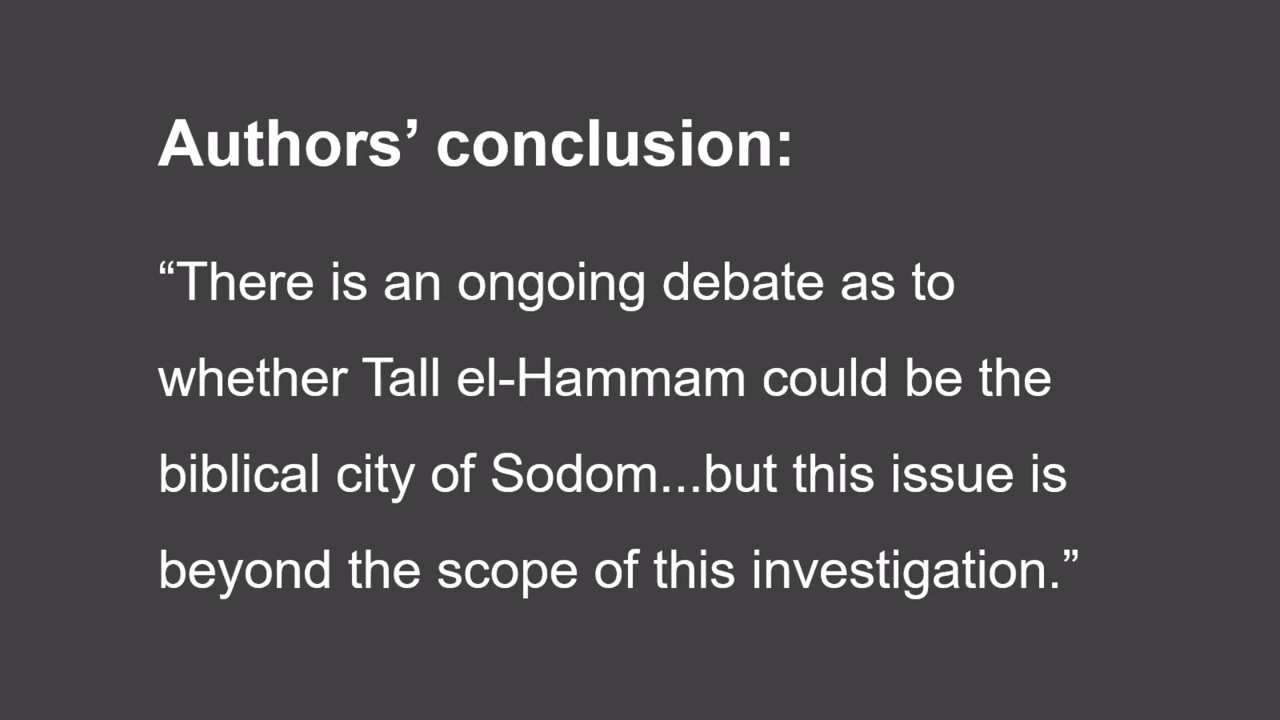 Authors’ conclusion:
“There is an ongoing debate as to
whether Tall el-Hammam could be the
biblical city of Sodom...but this issue is
beyond the scope of this investigation.”